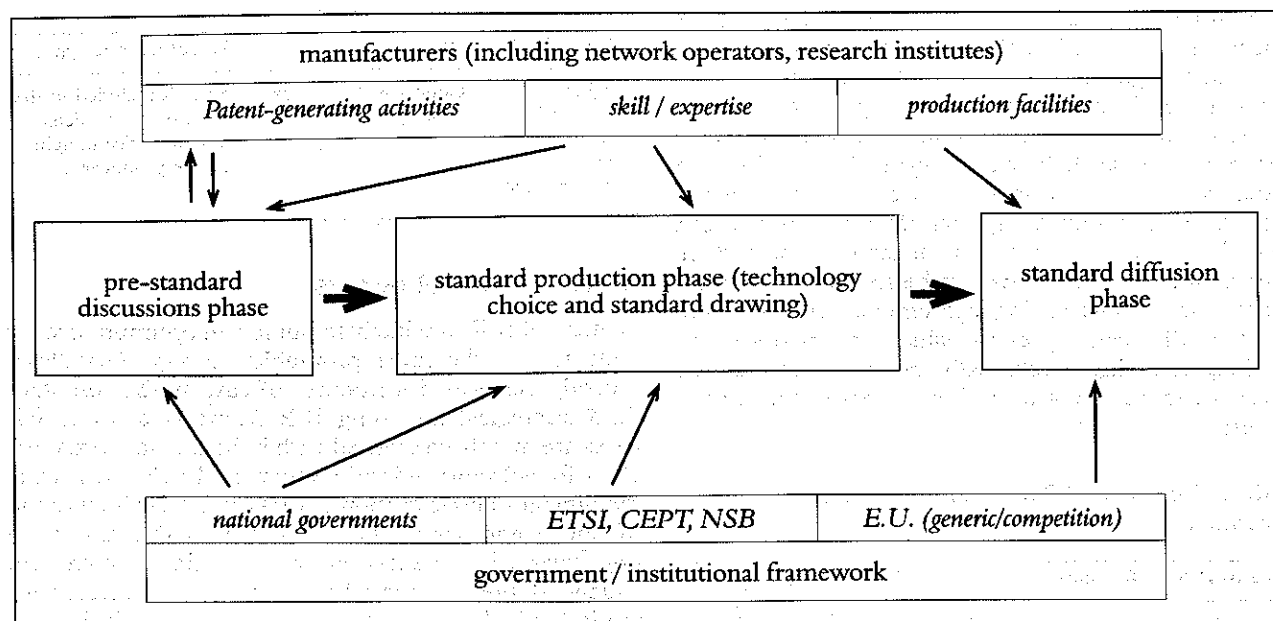 manufacturers (including network operators, research institutes)
Patent-generating activities
skill / expertise
production facilities
pre-standard
discussions phase
standard production phase (technology
choice and standard drawing)
standard diffusion
phase
national governments
ETSI, CEPT, NSB
E.U. (generic/competition)
government / institutional framework